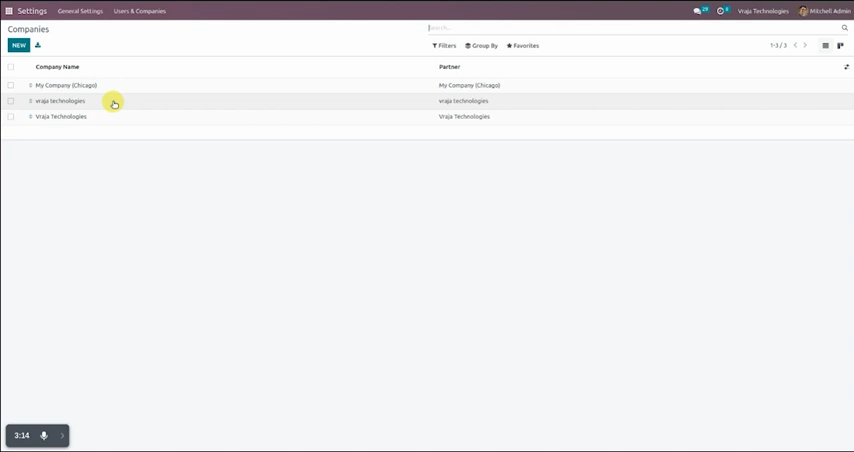 Settings General Settings Users & Companies 29 6 Vraja Technologies Mitchell Admin
Companies Search...
NEW Filters Group By Favorites 1-3 / 3
Company Name Partner
My Company (Chicago) My Company (Chicago)
vraja technologies vraja technologies
Vraja Technologies Vraja Technologies
3:14